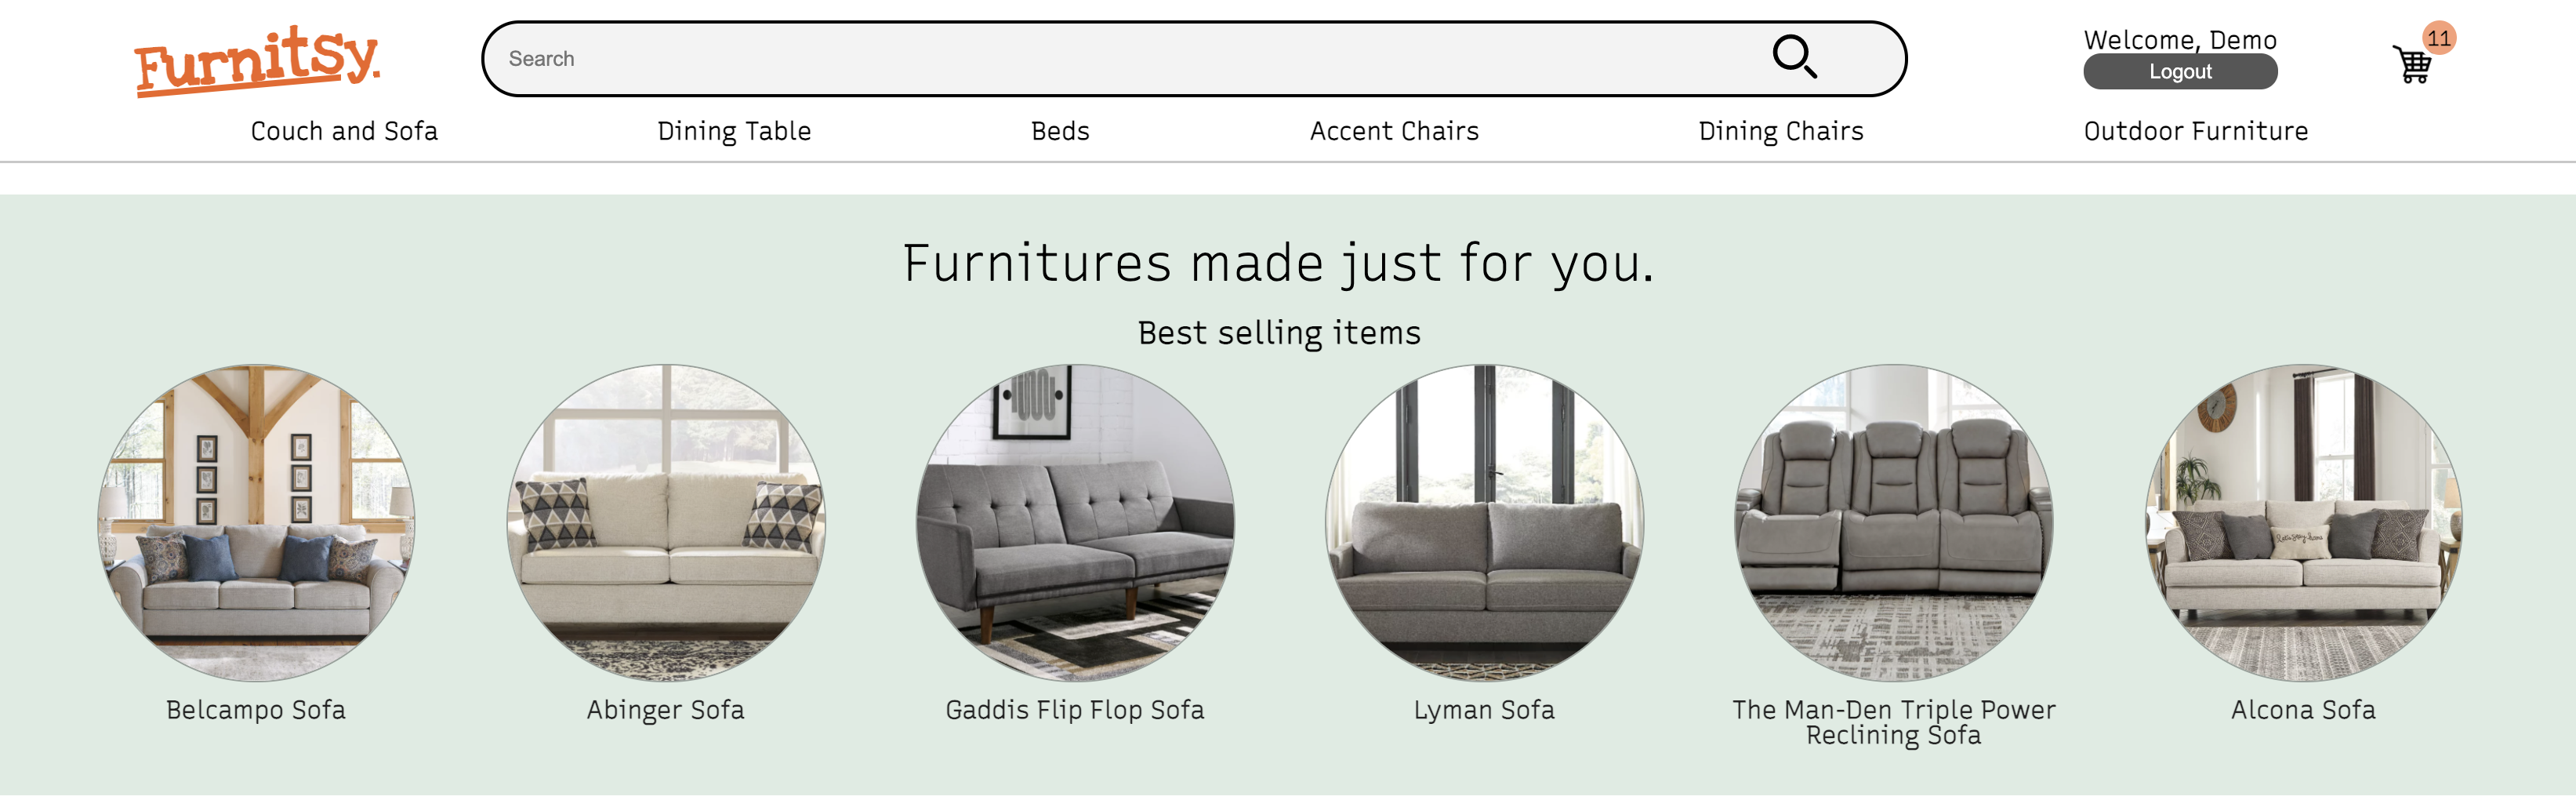 Furnitsy.
Search
Welcome, Demo
Logout
11
Couch and Sofa
Dining Table
Beds
Accent Chairs
Dining Chairs
Outdoor Furniture
Furnitures made just for you.
Best selling items
Belcampo Sofa
Abinger Sofa
Gaddis Flip Flop Sofa
Lyman Sofa
The Man-Den Triple Power
Reclining Sofa
Alcona Sofa